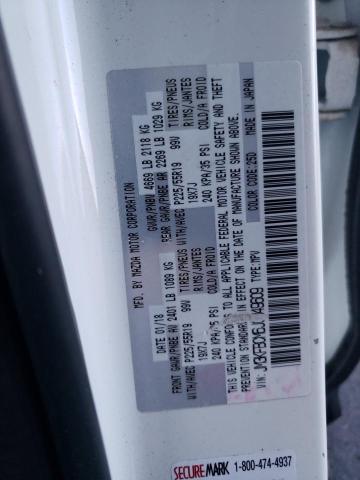 MFD BY MAZDA MOTOR CORPORATION
DATE 01/18 GVWR/PNBV 4669 LB 2118 KG
FRONT GAWR/PNBE AV 2401 LB 1089 KG REAR GAWR/PNBE AR 2269 LB 1029 KG
WITH/AVEC P225/55R19 99V TIRES/PNEUS WITH/AVEC P225/55R19 99V TIRES/PNEUS
19X7J RIMS/JANTES 19X7J RIMS/JANTES
240 KPA/35 PSI COLD/A FROID 240 KPA/35 PSI COLD/A FROID
THIS VEHICLE CONFORMS TO ALL APPLICABLE FEDERAL MOTOR VEHICLE SAFETY AND THEFT
PREVENTION STANDARDS IN EFFECT ON THE DATE OF MANUFACTURE SHOWN ABOVE.
MADE IN JAPAN
VIN: TYPE: MPV COLOR CODE: 25D
SECUREMARK 1-800-474-4937